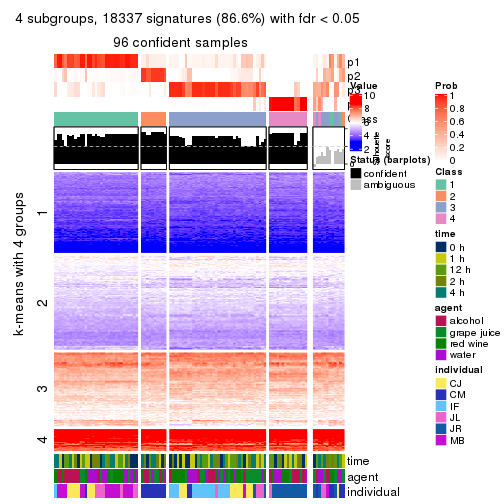 4 subgroups, 18337 signatures (86.6%) with fdr < 0.05
96 confident samples
p1
p2
p3
Value
10
8
6
4
2
Silhouette
score
Status (barplots)
confident
ambiguous
Prob
1
0.8
0.6
0.4
0.2
0
Class
1
2
3
4
time
0 h
1 h
12 h
2 h
4 h
agent
alcohol
grape juice
red wine
water
individual
CJ
CM
IF
JL
JR
MB
k-means with 4 groups
1
2
3
4
time
agent
individual